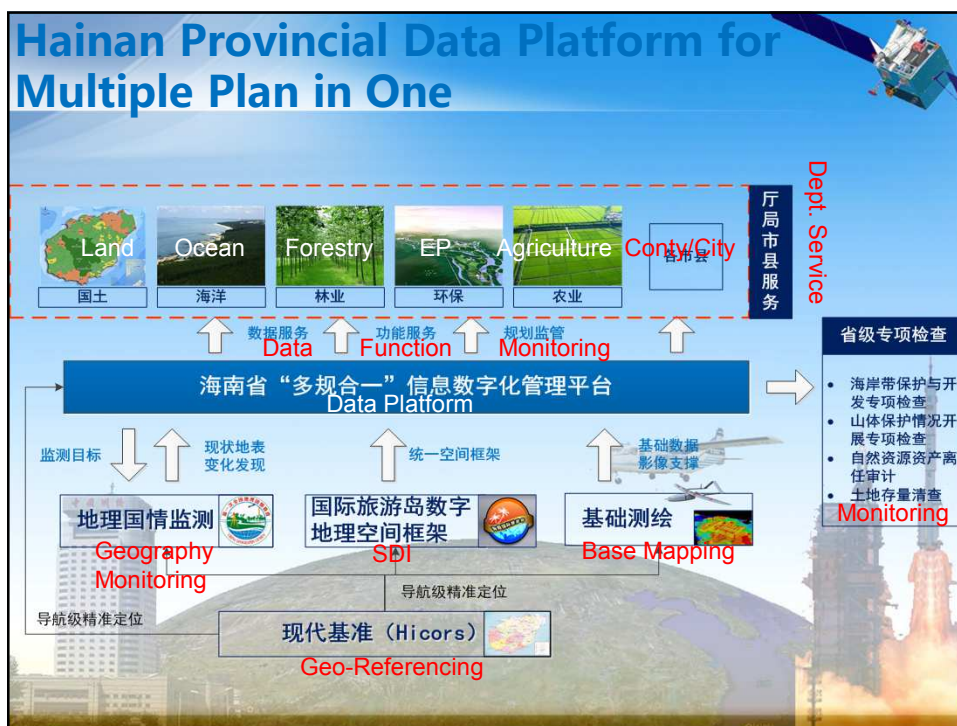 Hainan Provincial Data Platform for
Multiple Plan in One
Land
Ocean
Forestry
EP
Agriculture
Conty/City
各市县
国土
海洋
林业
环保
农业
厅局市县服务
Dept. Service
数据服务
功能服务
规划监管
Data
Function
Monitoring
海南省“多规合一”信息数字化管理平台
Data Platform
省级专项检查
• 海岸带保护与开
发专项检查
• 山体保护情况开
展专项检查
• 自然资源资产离
任审计
• 土地存量清查
Monitoring
监测目标
现状地表
变化发现
统一空间框架
基础数据
影像支撑
地理国情监测
Geography
Monitoring
国际旅游岛数字
地理空间框架
SDI
基础测绘
Base Mapping
导航级精准定位
导航级精准定位
现代基准（Hicors）
Geo-Referencing